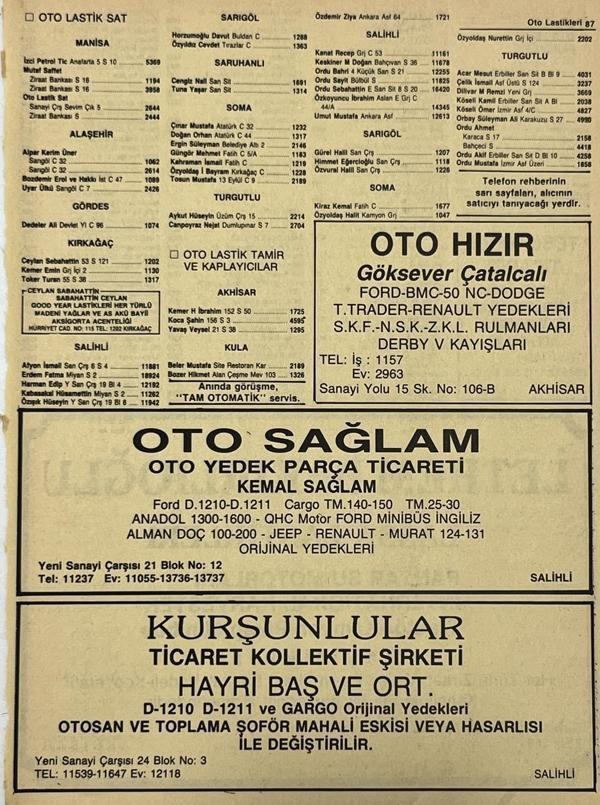 Oto Lastikleri 87
□ OTO LASTİK SAT
MANİSA
İzci Petrol Tic Anafarta 5 S 10 5369
Mutaf Saffet
Ziraat Bankas S 18 1194
Ziraat Bankas S 16 3958
Oto Lastik Sat
Sanayi Çrş Sevim Çık 5 2644
Ziraat Bankas S 2444
ALAŞEHİR
Alpar Kerim Üner
Sangöl C 32 1062
Sangöl C 32 2614
Bozdemir Erol ve Hakkı İst C 47 1089
Uyar Ülkü Sangöl C 7 2426
GÖRDES
Dedeler Ali Devlet Yl C 96 1074
KIRKAĞAÇ
Ceylan Sebahattin 53 S 121 1202
Kemer Emin Grj İçi 2 1130
Toker Turan 55 S 38 1317
CEYLAN SABAHATTİN
SABAHATTİN CEYLAN
GOOD YEAR LASTİKLERİ HER TÜRLÜ
MADENİ YAĞLAR VE AS AKÜ BAYİİ
AKSİGORTA ACENTELİĞİ
HÜRRİYET CAD. NO: 115 TEL: 1202 KIRKAĞAÇ
SALİHLİ
Afyon İsmail San Çrş 8 S 4 11881
Erdem Fatma Miyan S 2 18924
Harman Edip Y San Çrş 19 Bl 4 12192
Kabasakal Hüsamettin Miyan S 2 11262
Özışık Hüseyin Y San Çrş 19 Bl 8 11942
SARIGÖL
Horzumoğlu Davut Buldan C 1288
Özyıldız Cevdet Tırazlar C 1363
SARUHANLI
Cengiz Nail San Sit 1691
Tuna Yaşar San Sit 1314
SOMA
Çınar Mustafa Atatürk C 32 1232
Doğan Orhan Atatürk C 44 1317
Ergin Süleyman Belediye Altı 2 2146
Güngör Mehmet Fatih C 5/A 1183
Kahraman İsmail Fatih C 1219
Özyoldaş İ Bayram Kırkağaç C 1228
Tosun Mustafa 13 Eylül C 9 2189
TURGUTLU
Aykut Hüseyin Üzüm Çrş 15 2214
Canpoyraz Nejat Dumlupınar S 7 2704
□ OTO LASTİK TAMİR
VE KAPLAYICILAR
AKHİSAR
Kemer H İbrahim 152 S 50 1725
Koca Şahin 156 S 3 4595
Yavaş Veysel 21 S 38 1295
KULA
Beler Mustafa Site Restoran Kar 2189
Bozer Hikmet Alan Çeşme Mev 103 1326
Anında görüşme,
"TAM OTOMATİK" servis.
Özdemir Ziya Ankara Asf 64 1721
SALİHLİ
Kanat Recep Grj C 53 11161
Keskiner M Doğan Bahçıvan S 36 11678
Ordu Bahri 4 Küçük San S 21 12255
Ordu Sayit Bülbül S 11825
Ordu Sebahattin E San Sit 8 S 20 16420
Özkoyuncu İbrahim Aslan E Grj C
44/A 14345
Umut Mustafa Ankara Asf 12613
SARIGÖL
Gürel Halil San Çrş 1207
Himmet Eğercioğlu San Çrş 1118
Özvural Halil San Çrş 1226
SOMA
Kiraz Kemal Fatih C 1677
Özyoldaş Halit Kamyon Grj 1047
Özyoldaş Nurettin Grj İçi 2202
TURGUTLU
Acar Mesut Erbiller San Sit B Bl 9 4031
Çelik İsmail Asf Üstü S 124 3237
Dilivar M Remzi Yeni Grj 3669
Köseli Kamil Erbiller San Sit A Bl 2038
Köseli Ömer İzmir Asf 4/C 4827
Orbay Süleyman Ali Karakuzu S 27 4990
Ordu Ahmet
Karaca S 17 2158
Bahçeci S 4418
Ordu Akif Erbiller San Sit D Bl 10 4258
Ordu Mustafa İzmir Asf Üzeri 1858
Telefon rehberinin
sarı sayfaları, alıcının
satıcıyı tanıyacağı yerdir.
OTO HIZIR
Göksever Çatalcalı
FORD-BMC-50 NC-DODGE
T.TRADER-RENAULT YEDEKLERİ
S.K.F.-N.S.K.-Z.K.L. RULMANLARI
DERBY V KAYIŞLARI
TEL: İş : 1157
Ev: 2963
Sanayi Yolu 15 Sk. No: 106-B AKHİSAR
OTO SAĞLAM
OTO YEDEK PARÇA TİCARETİ
KEMAL SAĞLAM
Ford D.1210-D.1211 Cargo TM.140-150 TM.25-30
ANADOL 1300-1600 - QHC Motor FORD MİNİBÜS İNGİLİZ
ALMAN DOÇ 100-200 - JEEP - RENAULT - MURAT 124-131
ORİJİNAL YEDEKLERİ
Yeni Sanayi Çarşısı 21 Blok No: 12
Tel: 11237 Ev: 11055-13736-13737 SALİHLİ
KURŞUNLULAR
TİCARET KOLLEKTİF ŞİRKETİ
HAYRİ BAŞ VE ORT.
D-1210 D-1211 ve GARGO Orijinal Yedekleri
OTOSAN VE TOPLAMA ŞOFÖR MAHALİ ESKİSİ VEYA HASARLISI
İLE DEĞİŞTİRİLİR.
Yeni Sanayi Çarşısı 24 Blok No: 3
TEL: 11539-11647 Ev: 12118 SALİHLİ